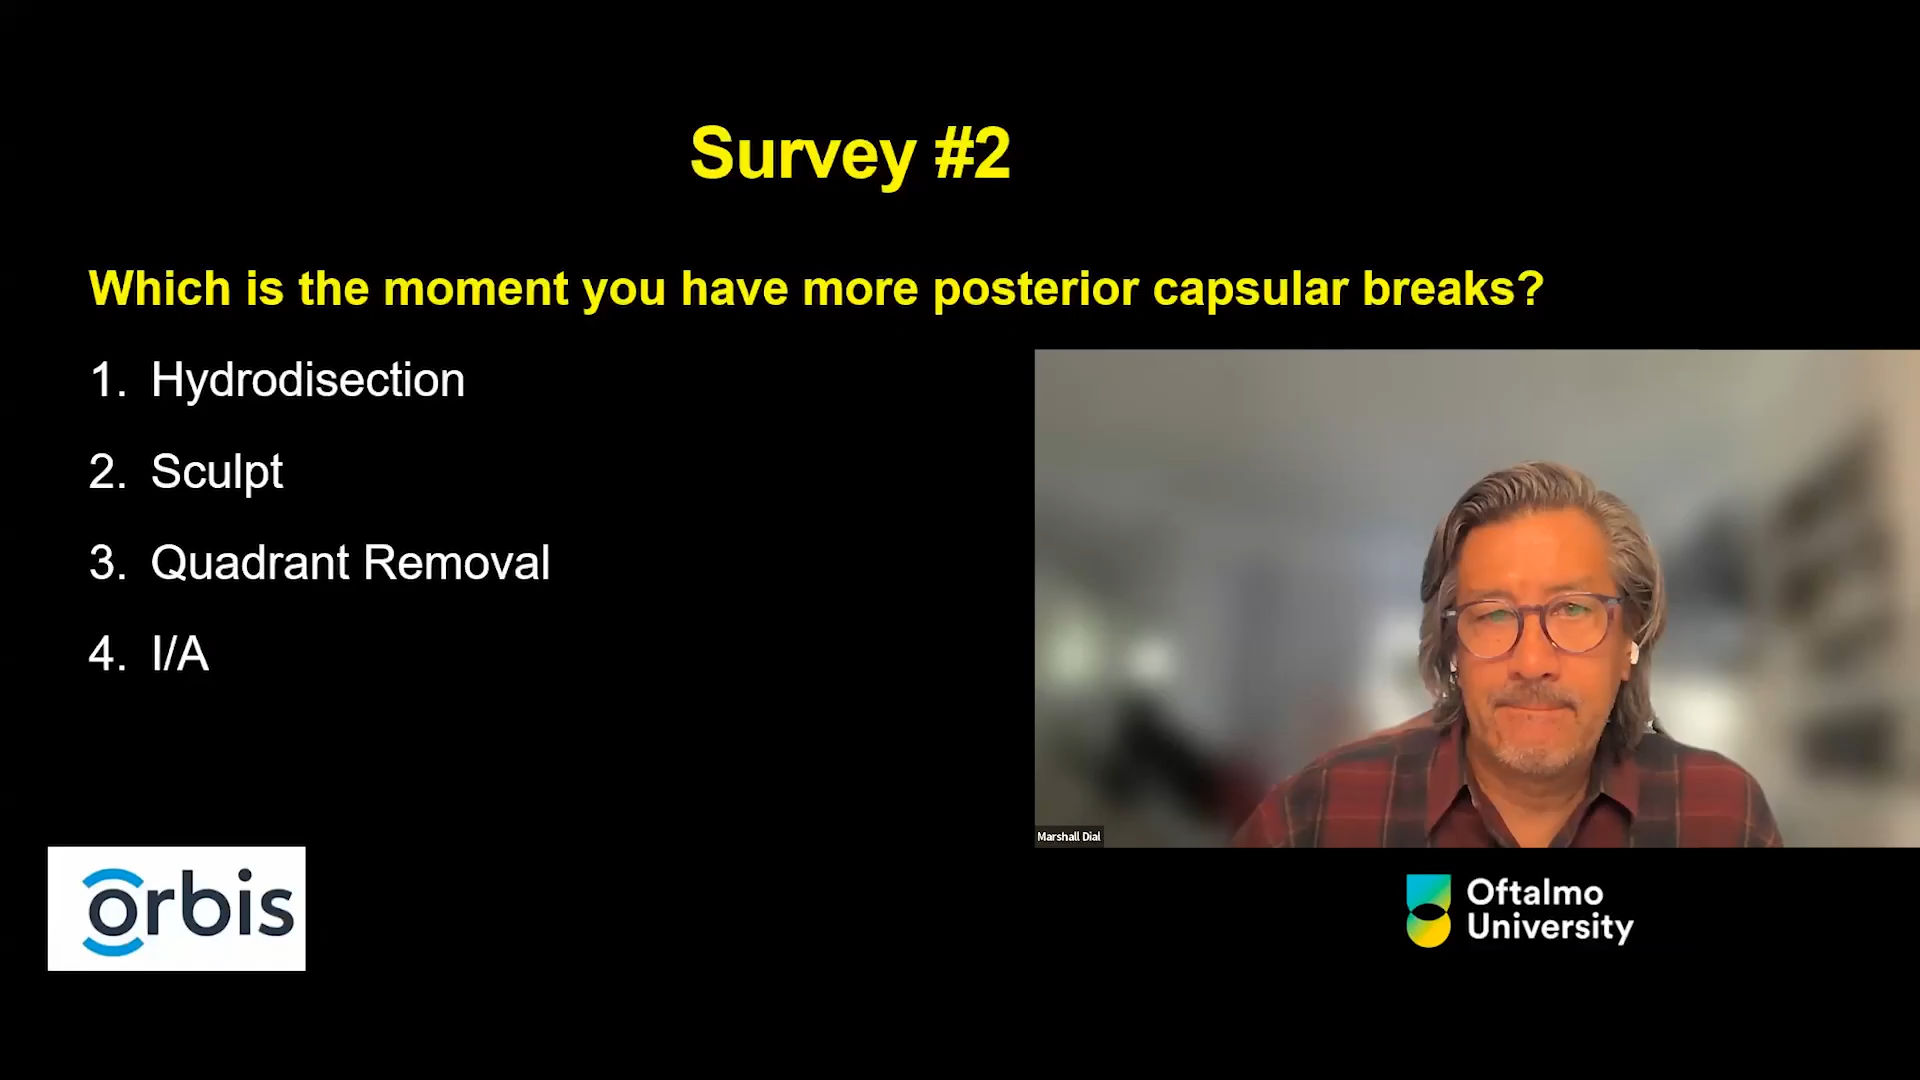 Survey #2
Which is the moment you have more posterior capsular breaks?
1. Hydrodisection
2. Sculpt
3. Quadrant Removal
4. I/A
Marshall Dial
orbis
Oftalmo
University